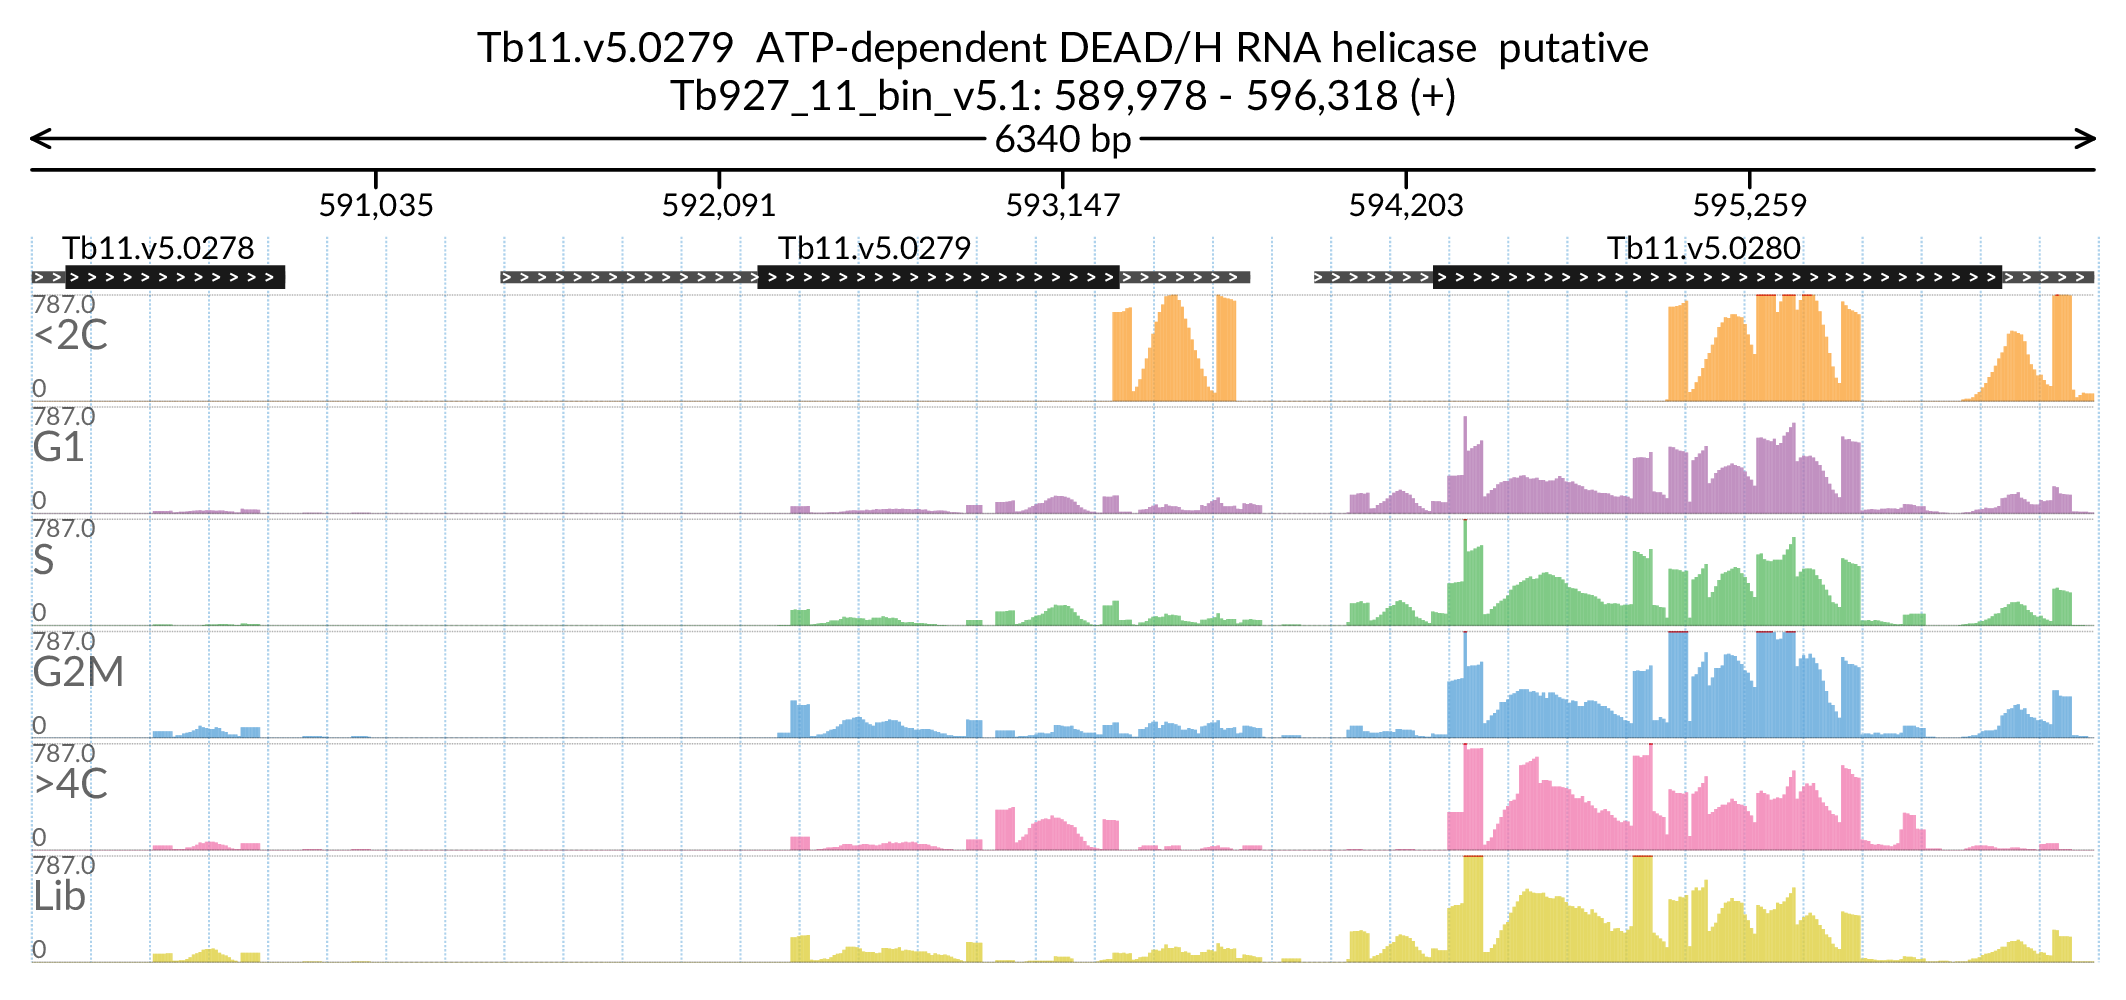 Tb11.v5.0279  ATP-dependent DEAD/H RNA helicase  putative
Tb927_11_bin_v5.1: 589,978 - 596,318 (+)
6340 bp
591,035 592,091 593,147 594,203 595,259
Tb11.v5.0278 Tb11.v5.0279 Tb11.v5.0280
787.0
<2C
0
787.0
G1
0
787.0
S
0
787.0
G2M
0
787.0
>4C
0
787.0
Lib
0